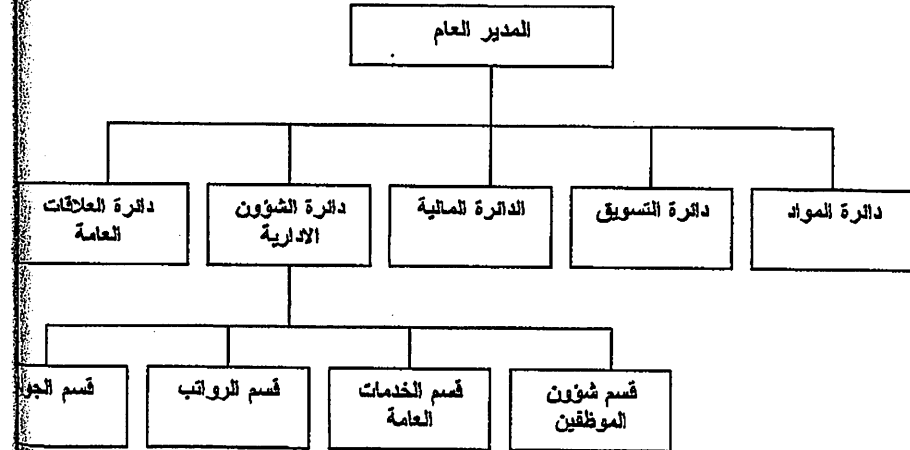 المدير العام
دائرة المواد
دائرة التسويق
الدائرة المالية
دائرة الشؤون
الادارية
دائرة العلاقات
العامة
قسم شؤون
الموظفين
قسم الخدمات
العامة
قسم الرواتب
قسم